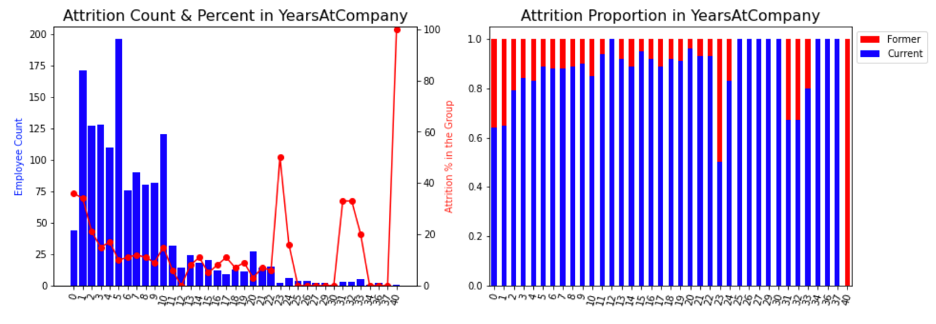 Attrition Count & Percent in YearsAtCompany
Employee Count
200
175
150
125
100
75
50
25
0
0 1 2 3 4 5 6 7 8 9 10 11 12 13 14 15 16 17 18 19 20 21 22 23 24 25 26 27 29 30 31 32 33 34 36 37 40
100
80
60
40
20
0
Attrition % in the Group
Attrition Proportion in YearsAtCompany
1.0
0.8
0.6
0.4
0.2
0.0
0 1 2 3 4 5 6 7 8 9 10 11 12 13 14 15 16 17 18 19 20 21 22 23 24 25 26 27 29 30 31 32 33 34 36 37 40
Former
Current